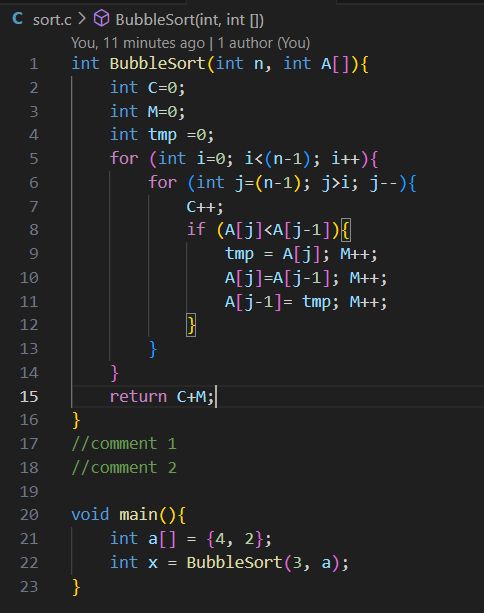 C sort.c > BubbleSort(int, int [])
You, 11 minutes ago | 1 author (You)
1 int BubbleSort(int n, int A[]){
2     int C=0;
3     int M=0;
4     int tmp =0;
5     for (int i=0; i<(n-1); i++){
6         for (int j=(n-1); j>i; j--){
7             C++;
8             if (A[j]<A[j-1]){
9                 tmp = A[j]; M++;
10                 A[j]=A[j-1]; M++;
11                 A[j-1]= tmp; M++;
12             }
13         }
14     }
15     return C+M;
16 }
17 //comment 1
18 //comment 2
19
20 void main(){
21     int a[] = {4, 2};
22     int x = BubbleSort(3, a);
23 }